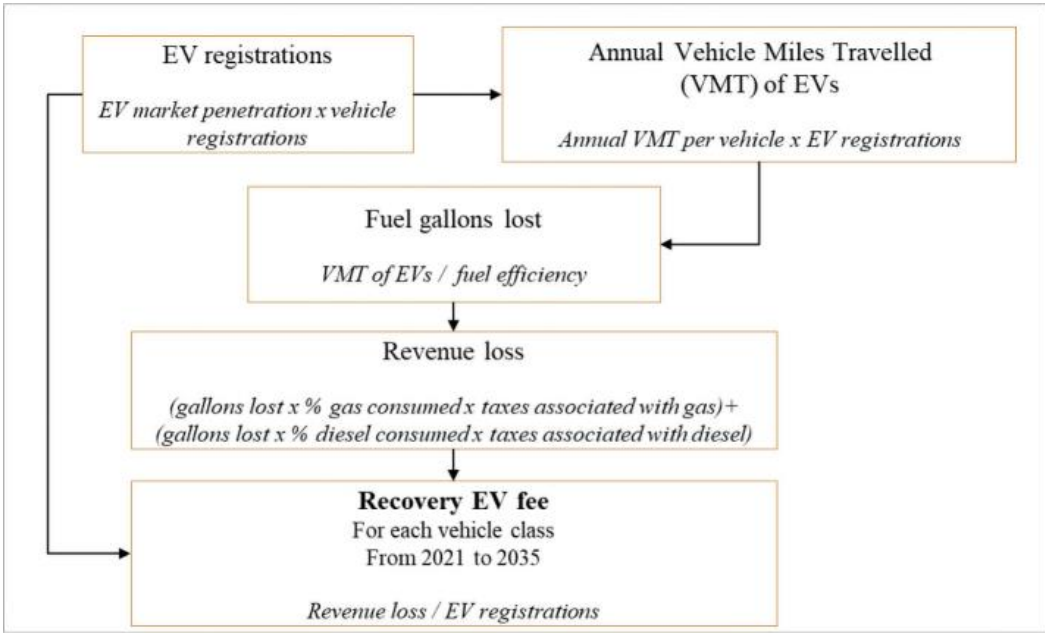 EV registrations
EV market penetration x vehicle
registrations
Annual Vehicle Miles Travelled
(VMT) of EVs
Annual VMT per vehicle x EV registrations
Fuel gallons lost
VMT of EVs / fuel efficiency
Revenue loss
(gallons lost x % gas consumed x taxes associated with gas)+
(gallons lost x % diesel consumed x taxes associated with diesel)
Recovery EV fee
For each vehicle class
From 2021 to 2035
Revenue loss / EV registrations